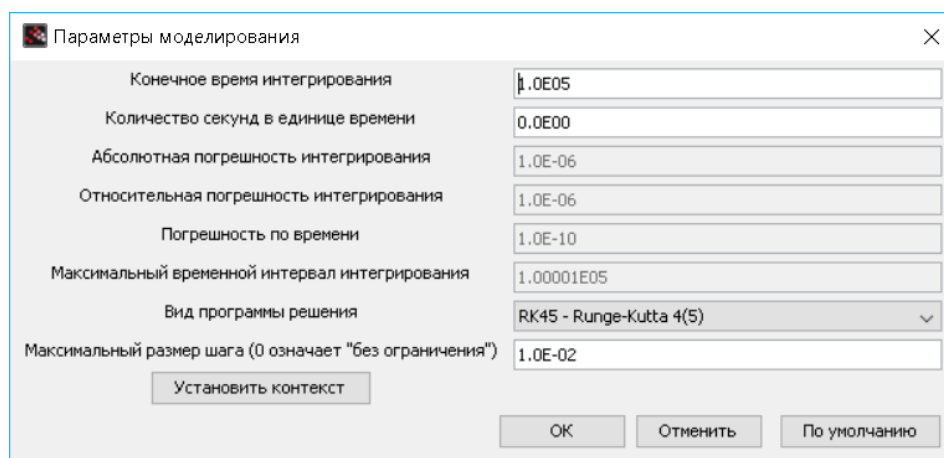 Параметры моделирования
Конечное время интегрирования 1.0E05
Количество секунд в единице времени 0.0E00
Абсолютная погрешность интегрирования 1.0E-06
Относительная погрешность интегрирования 1.0E-06
Погрешность по времени 1.0E-10
Максимальный временной интервал интегрирования 1.00001E05
Вид программы решения RK45 - Runge-Kutta 4(5)
Максимальный размер шага (0 означает "без ограничения") 1.0E-02
Установить контекст
OK Отменить По умолчанию